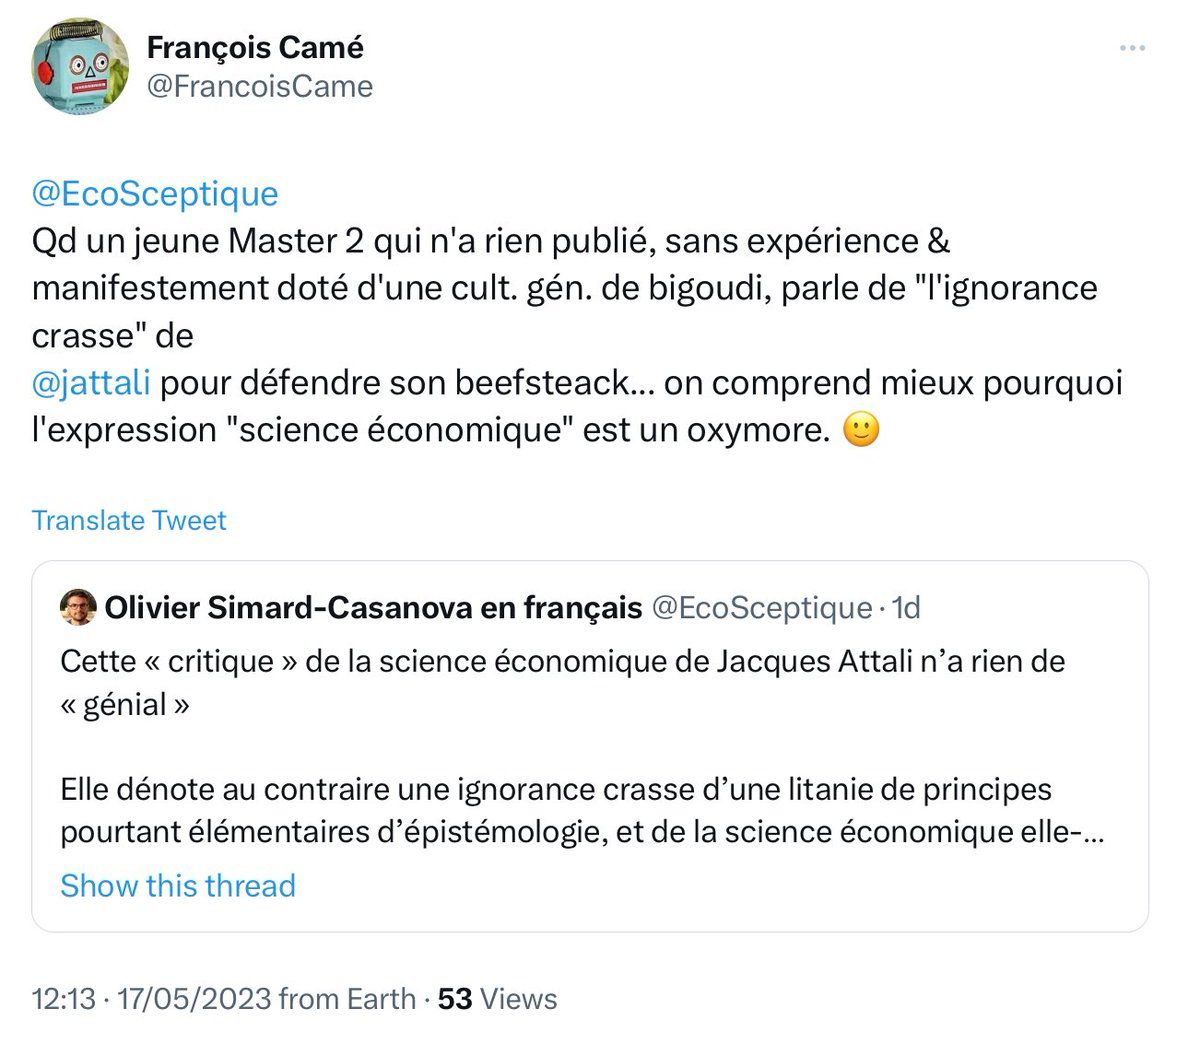 François Camé
@FrancoisCame
@EcoSceptique
Qd un jeune Master 2 qui n'a rien publié, sans expérience &
manifestement doté d'une cult. gén. de bigoudi, parle de "l'ignorance
crasse" de
@jattali pour défendre son beefsteack... on comprend mieux pourquoi
l'expression "science économique" est un oxymore. 🙂
Translate Tweet
Olivier Simard-Casanova en français @EcoSceptique · 1d
Cette « critique » de la science économique de Jacques Attali n’a rien de
« génial »
Elle dénote au contraire une ignorance crasse d’une litanie de principes
pourtant élémentaires d’épistémologie, et de la science économique elle-...
Show this thread
12:13 · 17/05/2023 from Earth · 53 Views